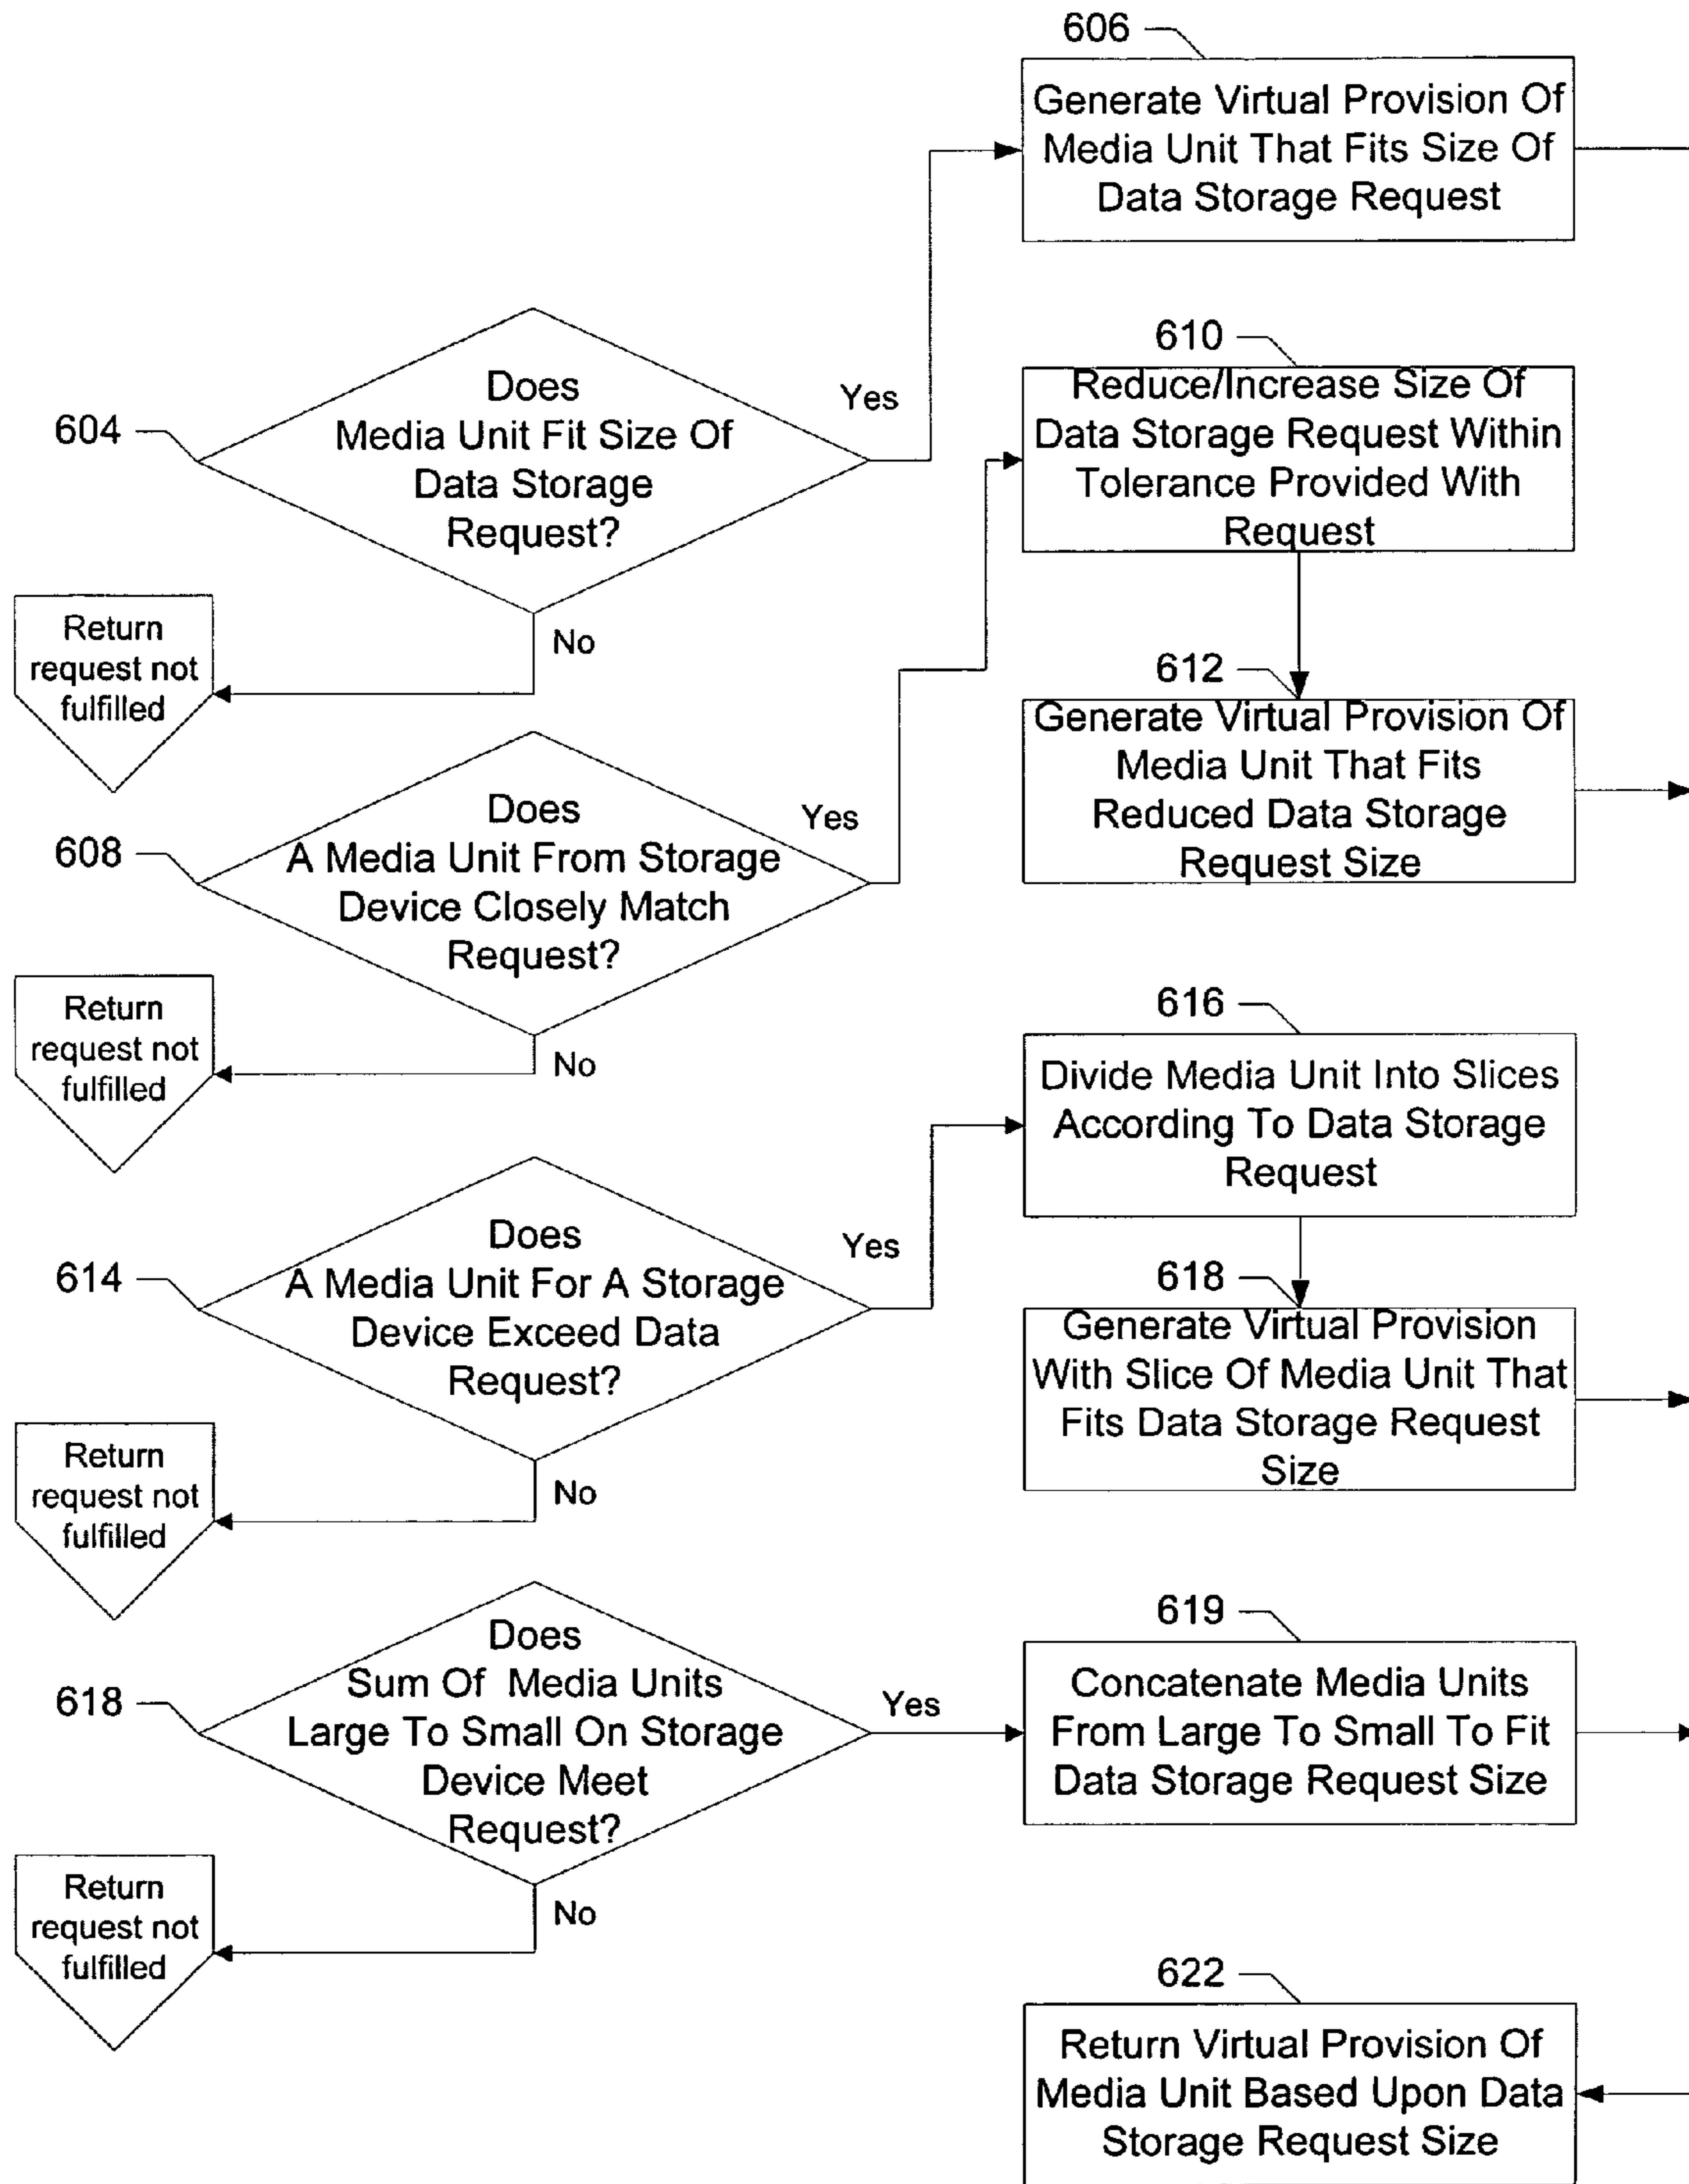 606
Generate Virtual Provision Of
Media Unit That Fits Size Of
Data Storage Request
604
Does
Media Unit Fit Size Of
Data Storage
Request?
Yes
No
Return
request not
fulfilled
610
Reduce/Increase Size Of
Data Storage Request Within
Tolerance Provided With
Request
612
Generate Virtual Provision Of
Media Unit That Fits
Reduced Data Storage
Request Size
608
Does
A Media Unit From Storage
Device Closely Match
Request?
Yes
No
Return
request not
fulfilled
616
Divide Media Unit Into Slices
According To Data Storage
Request
614
Does
A Media Unit For A Storage
Device Exceed Data
Request?
Yes
No
Return
request not
fulfilled
618
Generate Virtual Provision
With Slice Of Media Unit That
Fits Data Storage Request
Size
618
Does
Sum Of Media Units
Large To Small On Storage
Device Meet
Request?
Yes
No
Return
request not
fulfilled
619
Concatenate Media Units
From Large To Small To Fit
Data Storage Request Size
622
Return Virtual Provision Of
Media Unit Based Upon Data
Storage Request Size